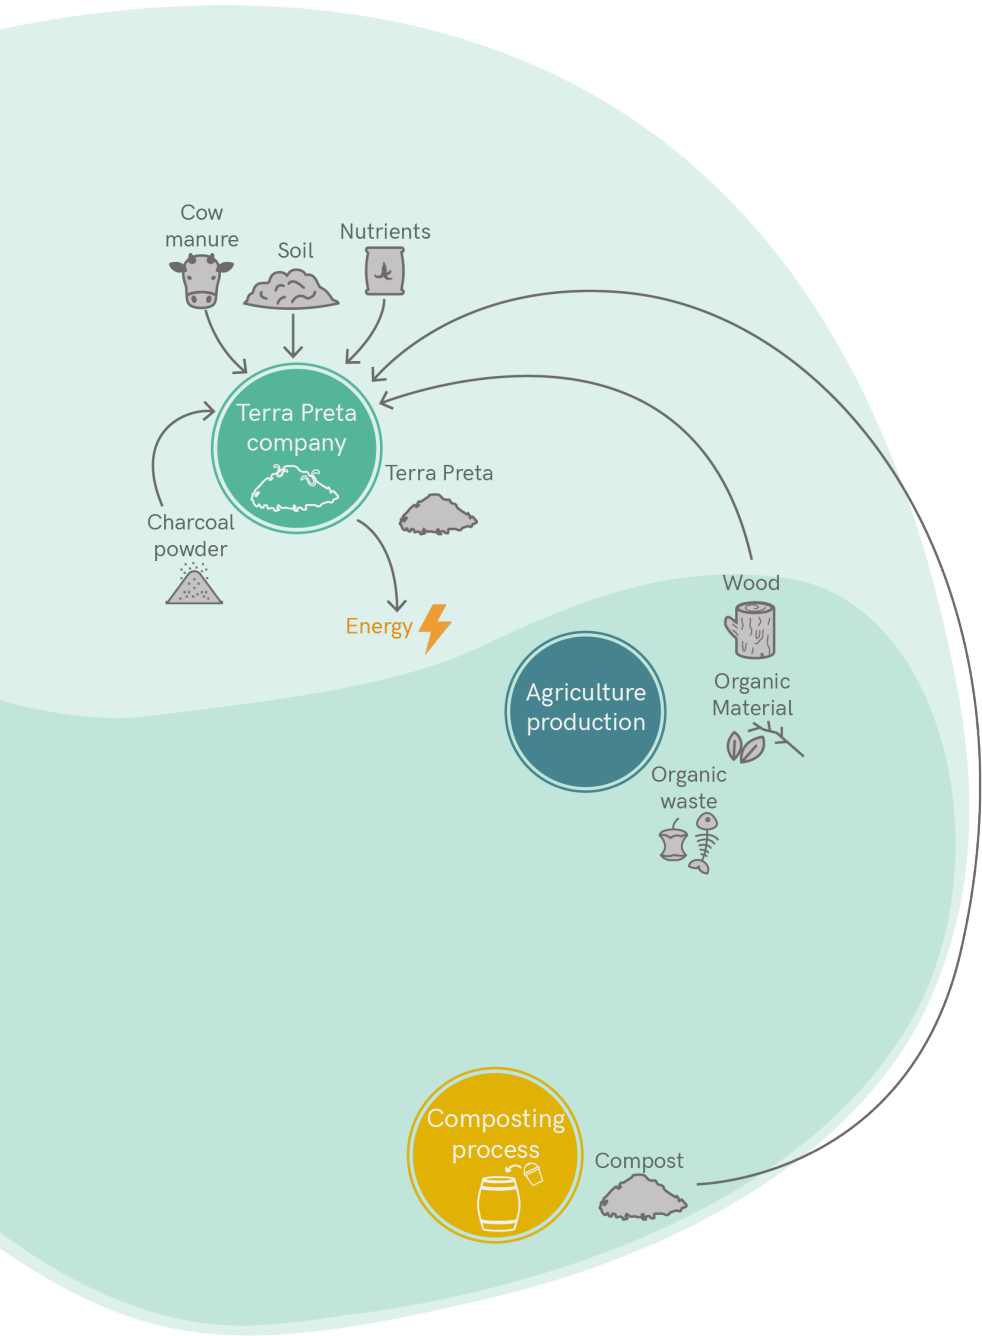 Cow
manure
Soil
Nutrients
Terra Preta
company
Terra Preta
Charcoal
powder
Energy
Wood
Agriculture
production
Organic
Material
Organic
waste
Composting
process
Compost